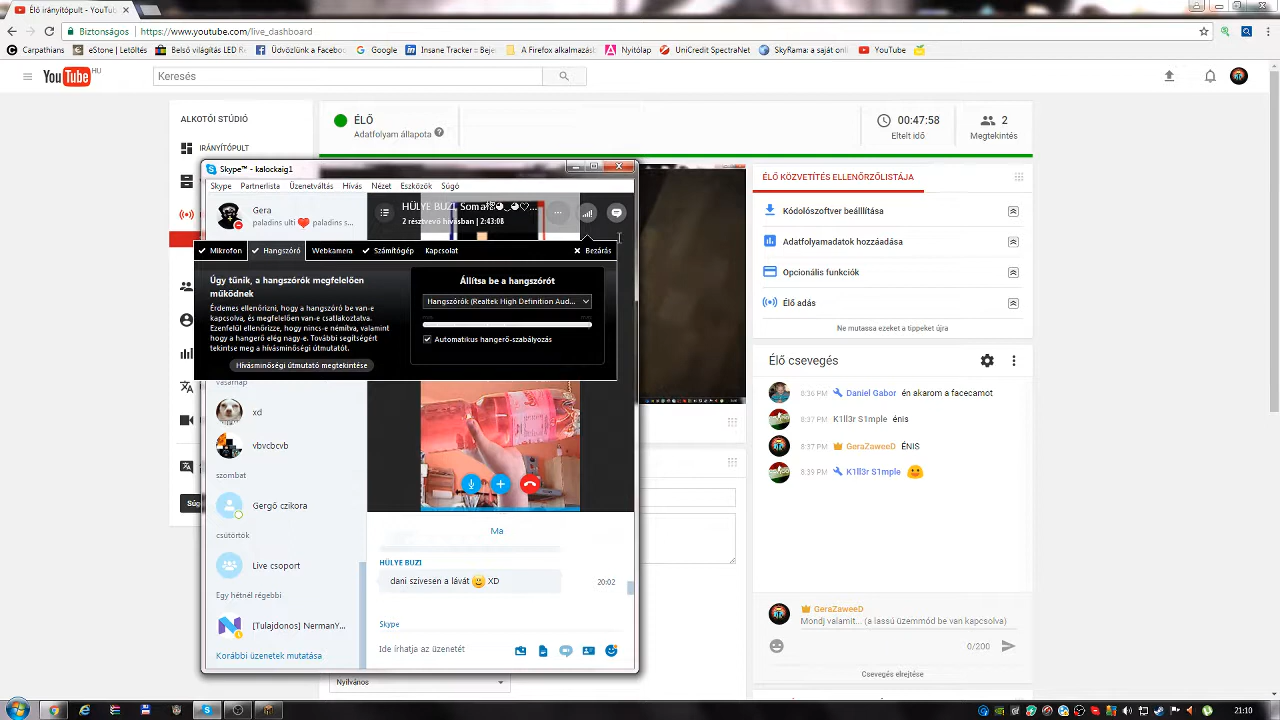 Élő irányítópult - YouTub
Biztonságos
https://www.youtube.com/live_dashboard
Carpathians
eStone | Letöltés
Belső világítás LED R
Üdvözlünk a Faceboo
Google
Insane Tracker — Beje
A Firefox alkalmazás
Nyitólap
UniCredit SpectraNet
SkyRama: a saját onli
YouTube
YouTube HU
Keresés
ALKOTÓI STÚDIÓ
IRÁNYÍTÓPULT
ÉLŐ
Adatfolyam állapota
00:47:58
Eltelt idő
2
Megtekintés
Skype™ - kalockaig1
Skype Partnerlista Üzenetváltás Hívás Nézet Eszközök Súgó
Gera
paladins ulti ❤ paladins s...
HÜLYE BUZI, Soma
2 résztvevő hívásban | 2:43:08
Mikrofon
Hangszóró
Webkamera
Számítógép
Kapcsolat
Bezárás
Úgy tűnik, a hangszórók megfelelően
működnek
Érdemes ellenőrizni, hogy a hangszóró be van-e
kapcsolva, és megfelelően van-e csatlakoztatva.
Ezenfelül ellenőrizze, hogy nincs-e némítva, valamint
hogy a hangerő elég nagy-e. További segítségért
tekintse meg a hívásminőségi útmutatót.
Hívásminőségi útmutató megtekintése
Állítsa be a hangszórót
Hangszórók (Realtek High Definition Aud...
Automatikus hangerő-szabályozás
vasárnap
xd
vbvcbcvb
szombat
Gergő czikora
csütörtök
Live csoport
Egy hétnél régebbi
[Tulajdonos] NermanY...
Korábbi üzenetek mutatása
Ma
HÜLYE BUZI
dani szivesen a lávát 🙂 XD
20:02
Skype
Ide írhatja az üzenetét
Súg
Nyilvános
ÉLŐ KÖZVETÍTÉS ELLENŐRZŐLISTÁJA
Kódolószoftver beállítása
Adatfolyamadatok hozzáadása
Opcionális funkciók
Élő adás
Ne mutassa ezeket a tippeket újra
Élő csevegés
8:36 PM Daniel Gabor én akarom a facecamot
8:37 PM K1ll3r S1mple énis
8:37 PM GeraZaweeD ÉNIS
8:39 PM K1ll3r S1mple 🙂
GeraZaweeD
Mondj valamit... (a lassú üzemmód be van kapcsolva)
0/200
Csevegés elrejtése
21:10